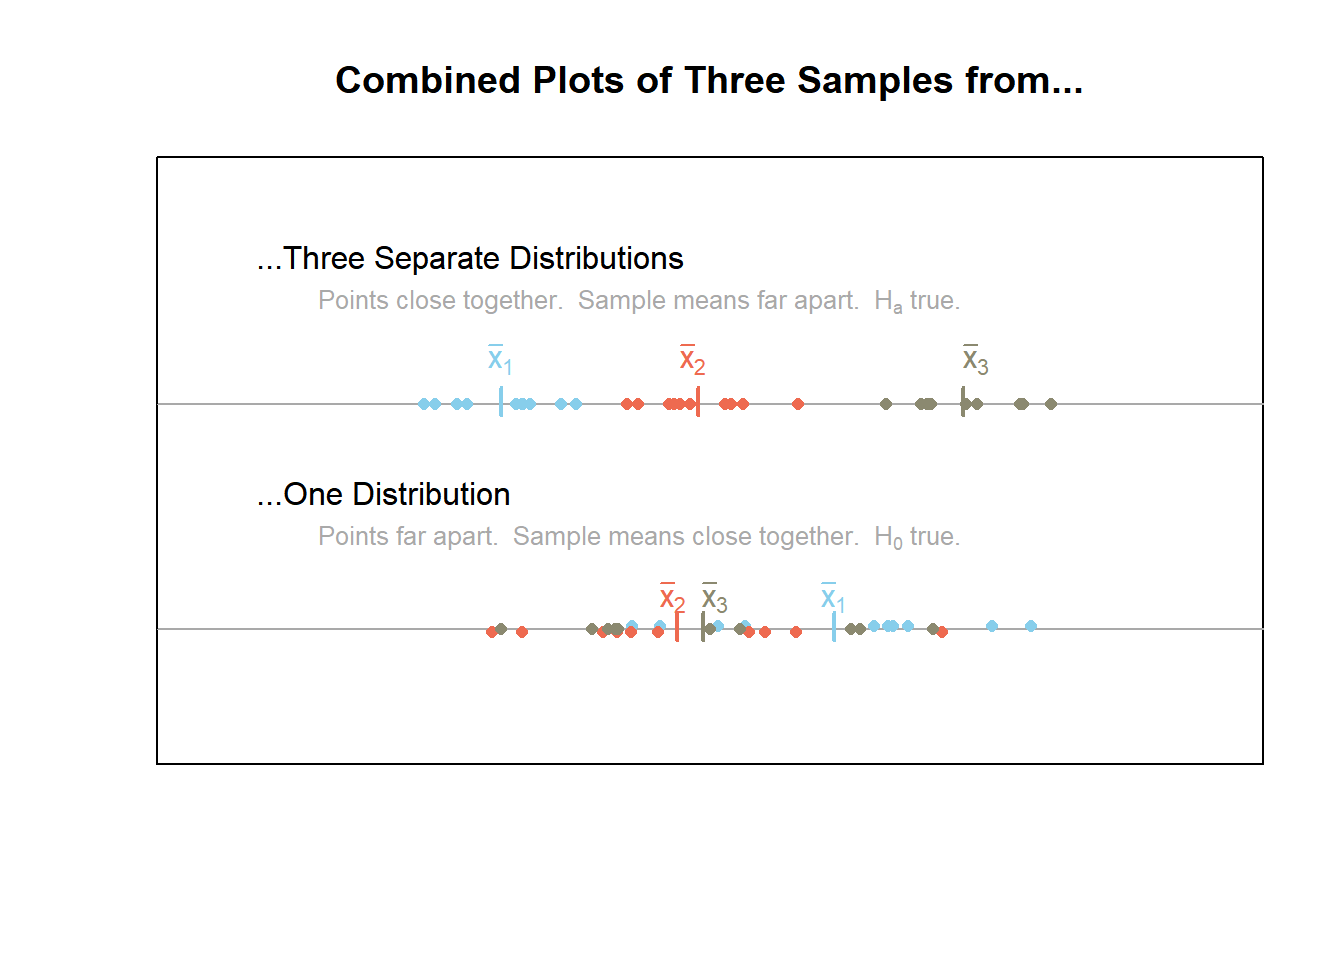 Combined Plots of Three Samples from...
...Three Separate Distributions
Points close together.  Sample means far apart.  Hₐ true.
x̄₁ x̄₂ x̄₃
...One Distribution
Points far apart.  Sample means close together.  H₀ true.
x̄₂ x̄₃ x̄₁